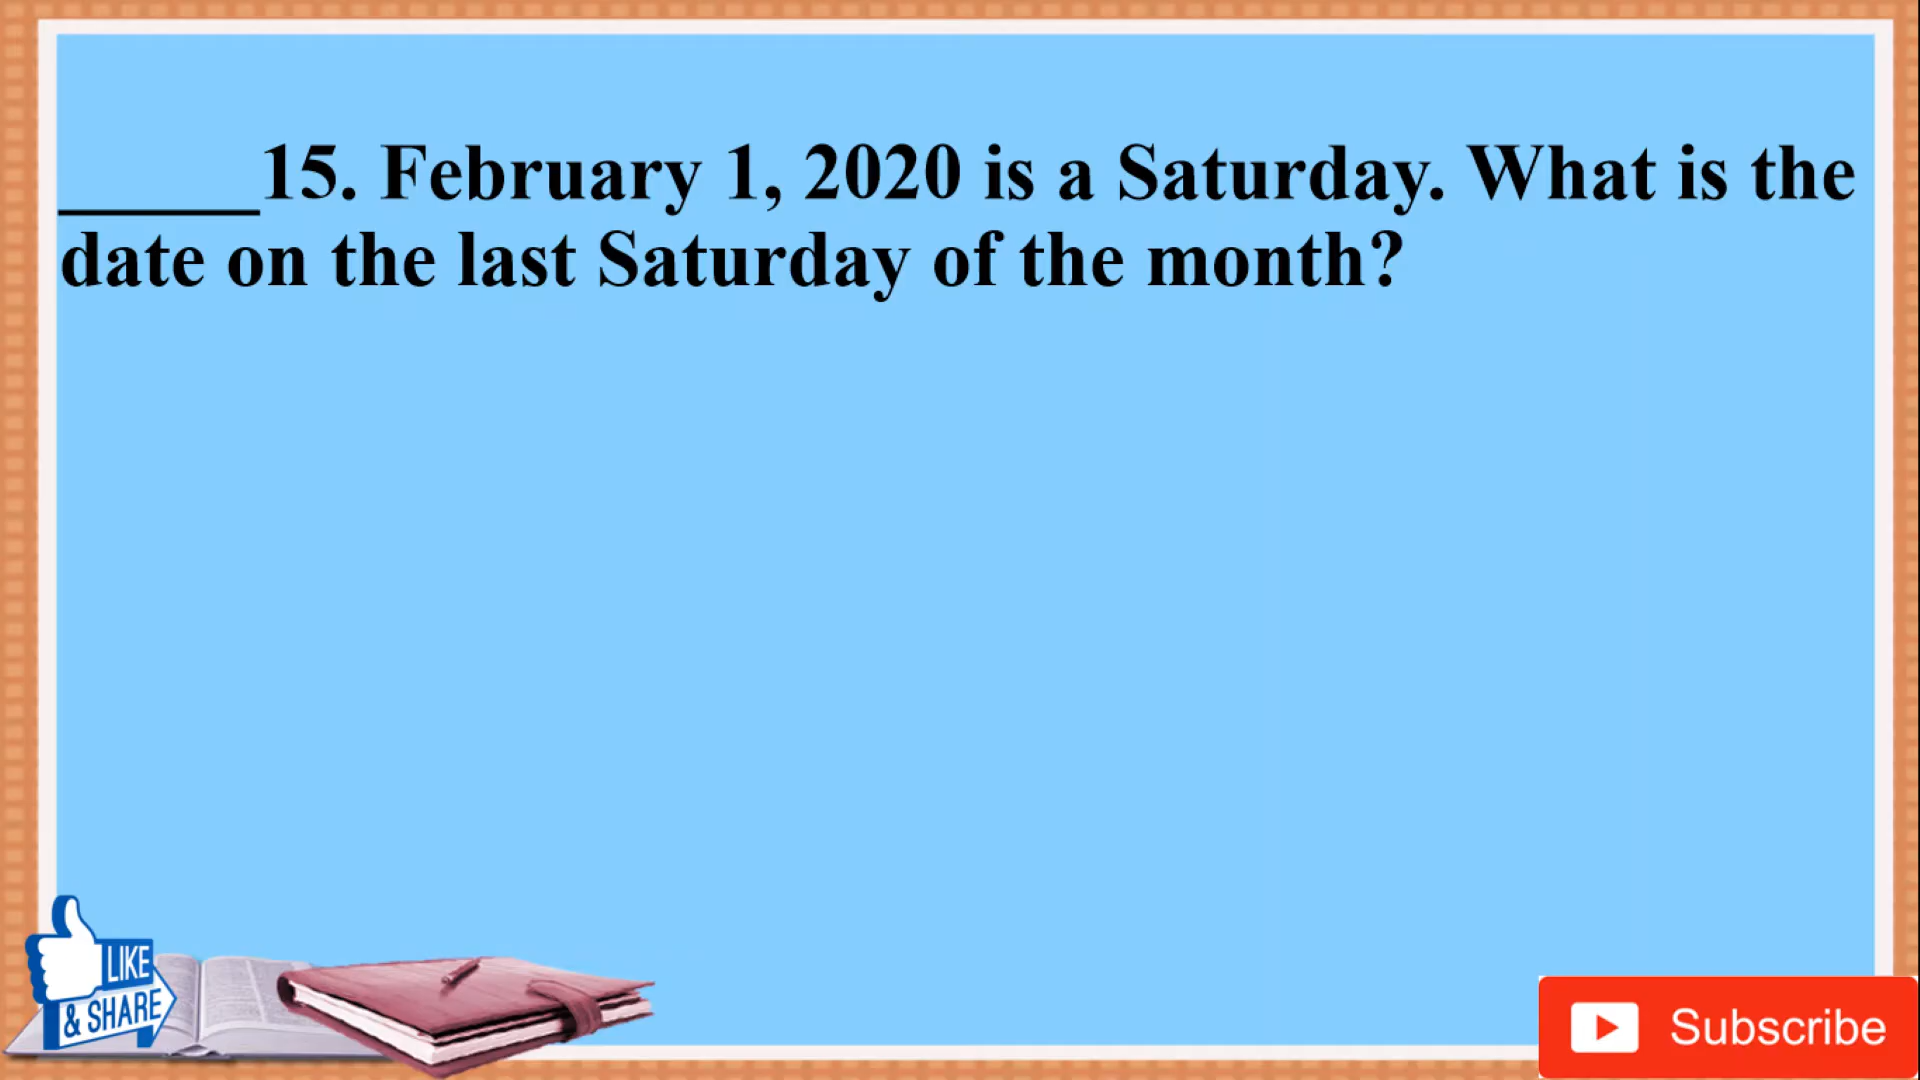 _____15. February 1, 2020 is a Saturday. What is the
date on the last Saturday of the month?
LIKE
& SHARE
Subscribe